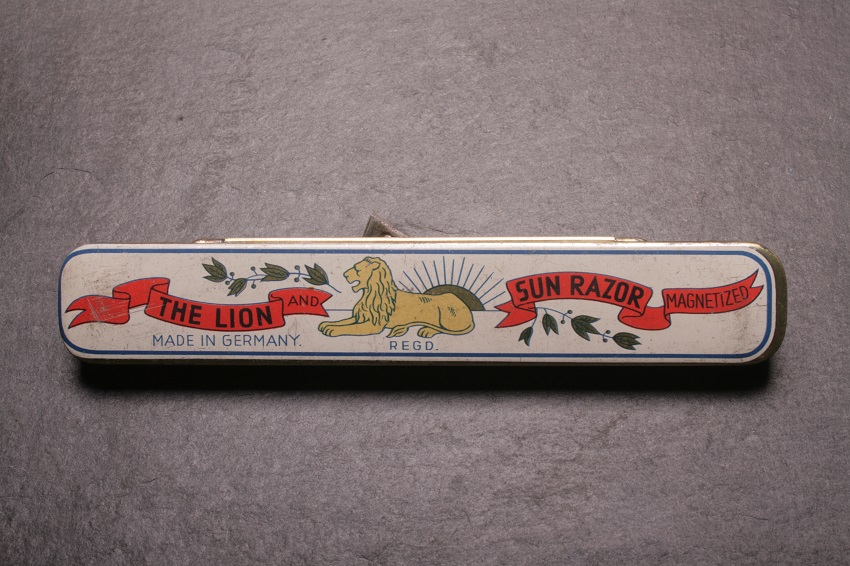 THE LION AND
SUN RAZOR MAGNETIZED
MADE IN GERMANY.
REGD.